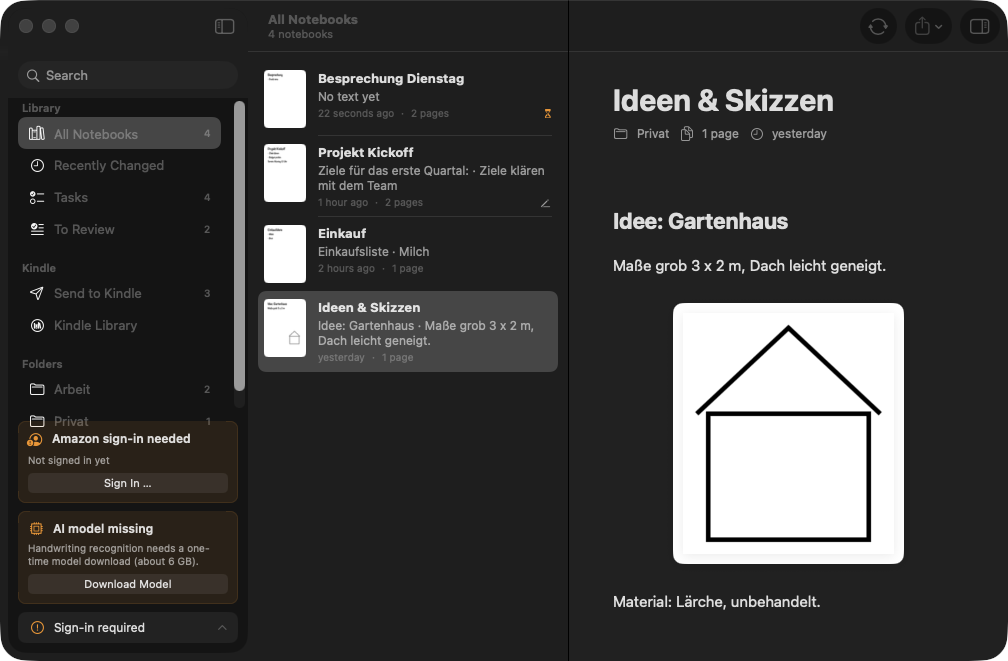 All Notebooks
4 notebooks
Search
Library
All Notebooks 4
Recently Changed
Tasks 4
To Review 2
Kindle
Send to Kindle 3
Kindle Library
Folders
Arbeit 2
Privat 1
Amazon sign-in needed
Not signed in yet
Sign In ...
AI model missing
Handwriting recognition needs a one-
time model download (about 6 GB).
Download Model
Sign-in required
Besprechung Dienstag
No text yet
22 seconds ago · 2 pages
Projekt Kickoff
Ziele für das erste Quartal: · Ziele klären
mit dem Team
1 hour ago · 2 pages
Einkauf
Einkaufsliste · Milch
2 hours ago · 1 page
Ideen & Skizzen
Idee: Gartenhaus · Maße grob 3 x 2 m,
Dach leicht geneigt.
yesterday · 1 page
Ideen & Skizzen
Privat 1 page yesterday
Idee: Gartenhaus
Maße grob 3 x 2 m, Dach leicht geneigt.
Material: Lärche, unbehandelt.